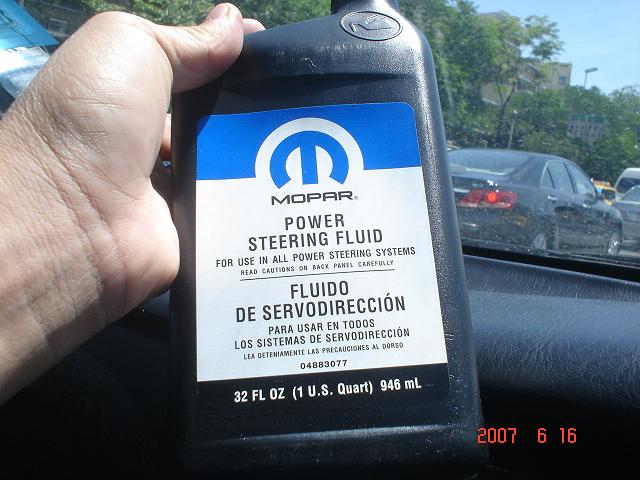 MOPAR®
POWER
STEERING FLUID
FOR USE IN ALL POWER STEERING SYSTEMS
READ CAUTIONS ON BACK PANEL CAREFULLY
FLUIDO
DE SERVODIRECCIÓN
PARA USAR EN TODOS
LOS SISTEMAS DE SERVODIRECCIÓN
LEA DETENIAMENTE LAS PRECAUCIONES AL DORSO
04883077
32 FL OZ (1 U.S. Quart) 946 mL
2007 6 16